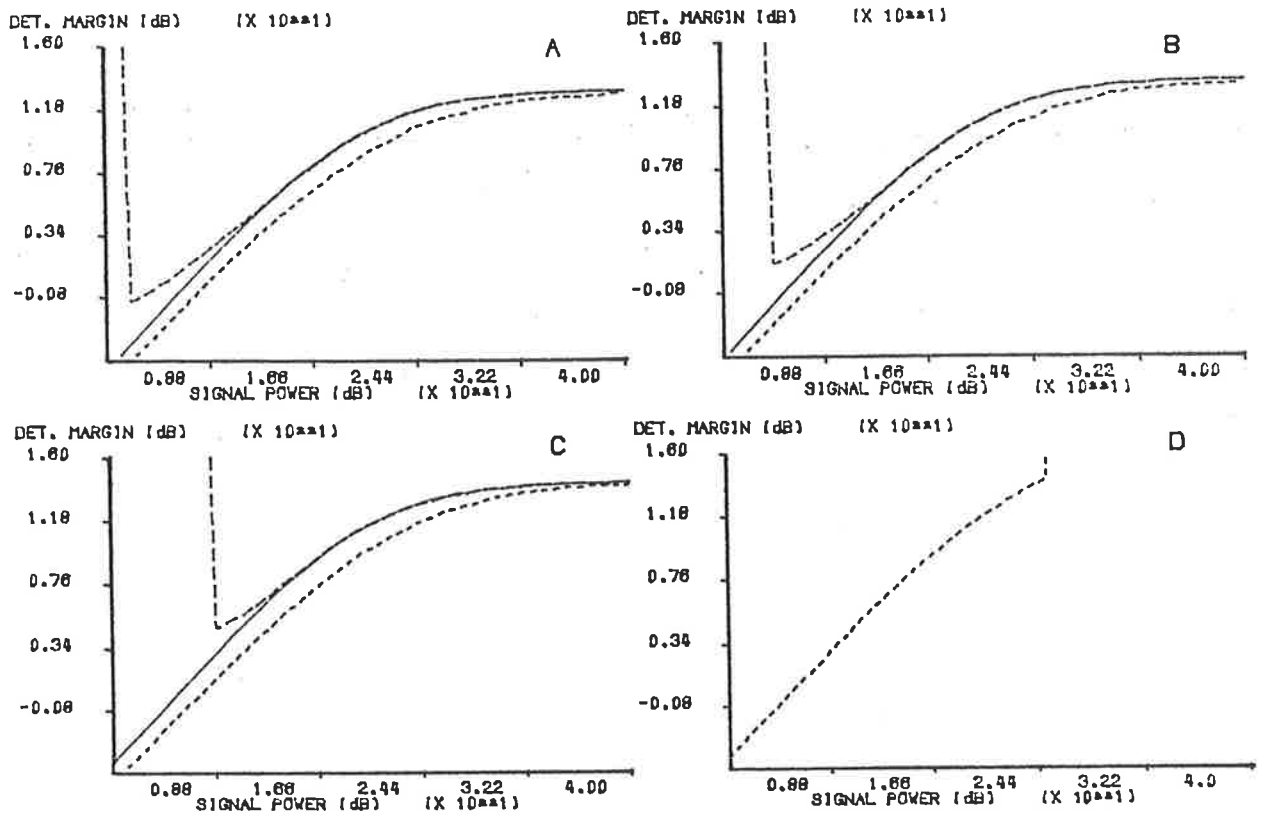 DET. MARGIN (dB) (X 10**1)
A
1.60
1.18
0.76
0.34
-0.08
0.88 1.66 2.44 3.22 4.00
SIGNAL POWER (dB) (X 10**1)
DET. MARGIN (dB) (X 10**1)
B
1.60
1.18
0.76
0.34
-0.08
0.88 1.66 2.44 3.22 4.00
SIGNAL POWER (dB) (X 10**1)
DET. MARGIN (dB) (X 10**1)
C
1.60
1.18
0.76
0.34
-0.08
0.88 1.66 2.44 3.22 4.00
SIGNAL POWER (dB) (X 10**1)
DET. MARGIN (dB) (X 10**1)
D
1.60
1.18
0.76
0.34
-0.08
0.88 1.66 2.44 3.22 4.0
SIGNAL POWER (dB) (X 10**1)